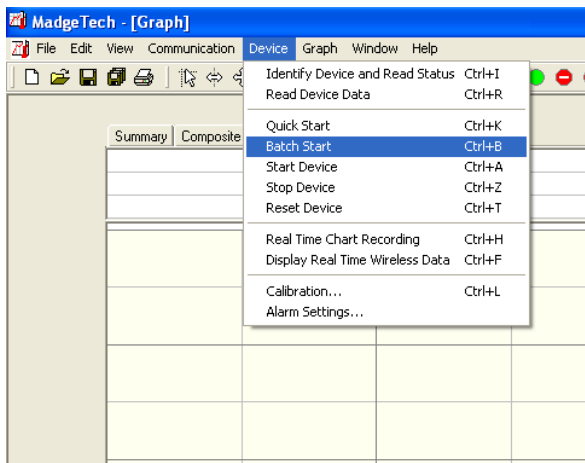 MadgeTech - [Graph]
File Edit View Communication Device Graph Window Help
Identify Device and Read Status Ctrl+I
Read Device Data Ctrl+R
Quick Start Ctrl+K
Summary Composite
Batch Start Ctrl+B
Start Device Ctrl+A
Stop Device Ctrl+Z
Reset Device Ctrl+T
Real Time Chart Recording Ctrl+H
Display Real Time Wireless Data Ctrl+F
Calibration... Ctrl+L
Alarm Settings...